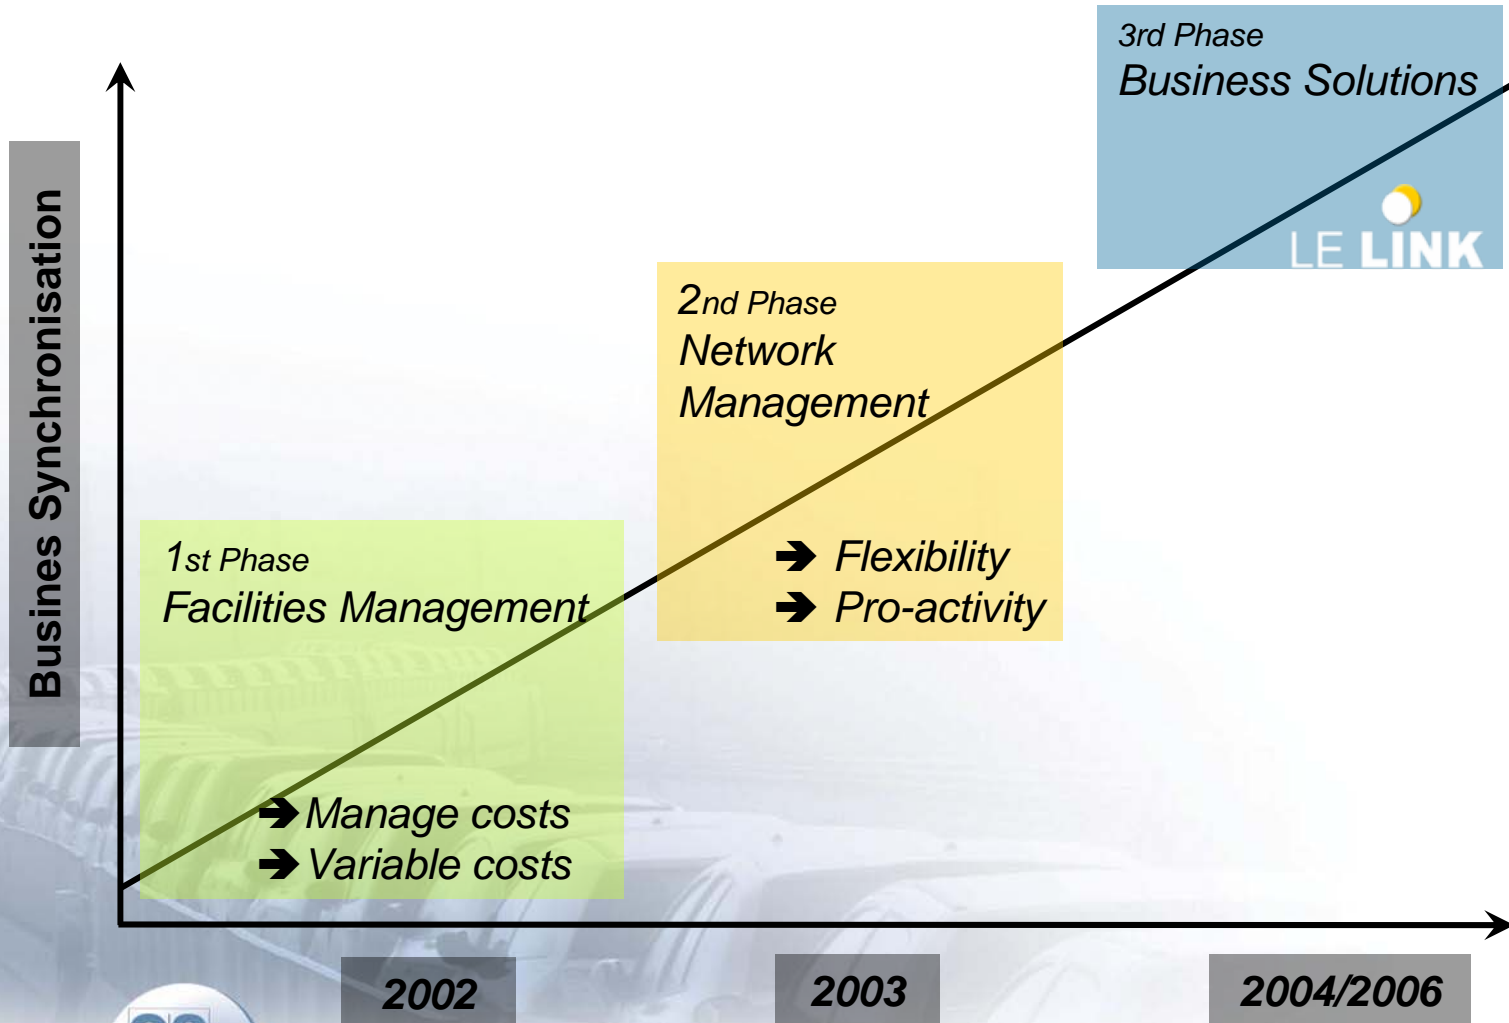 3rd Phase
Business Solutions
LE LINK
2nd Phase
Network
Management
➔ Flexibility
➔ Pro-activity
Business Synchronisation
1st Phase
Facilities Management
➔ Manage costs
➔ Variable costs
2002
2003
2004/2006